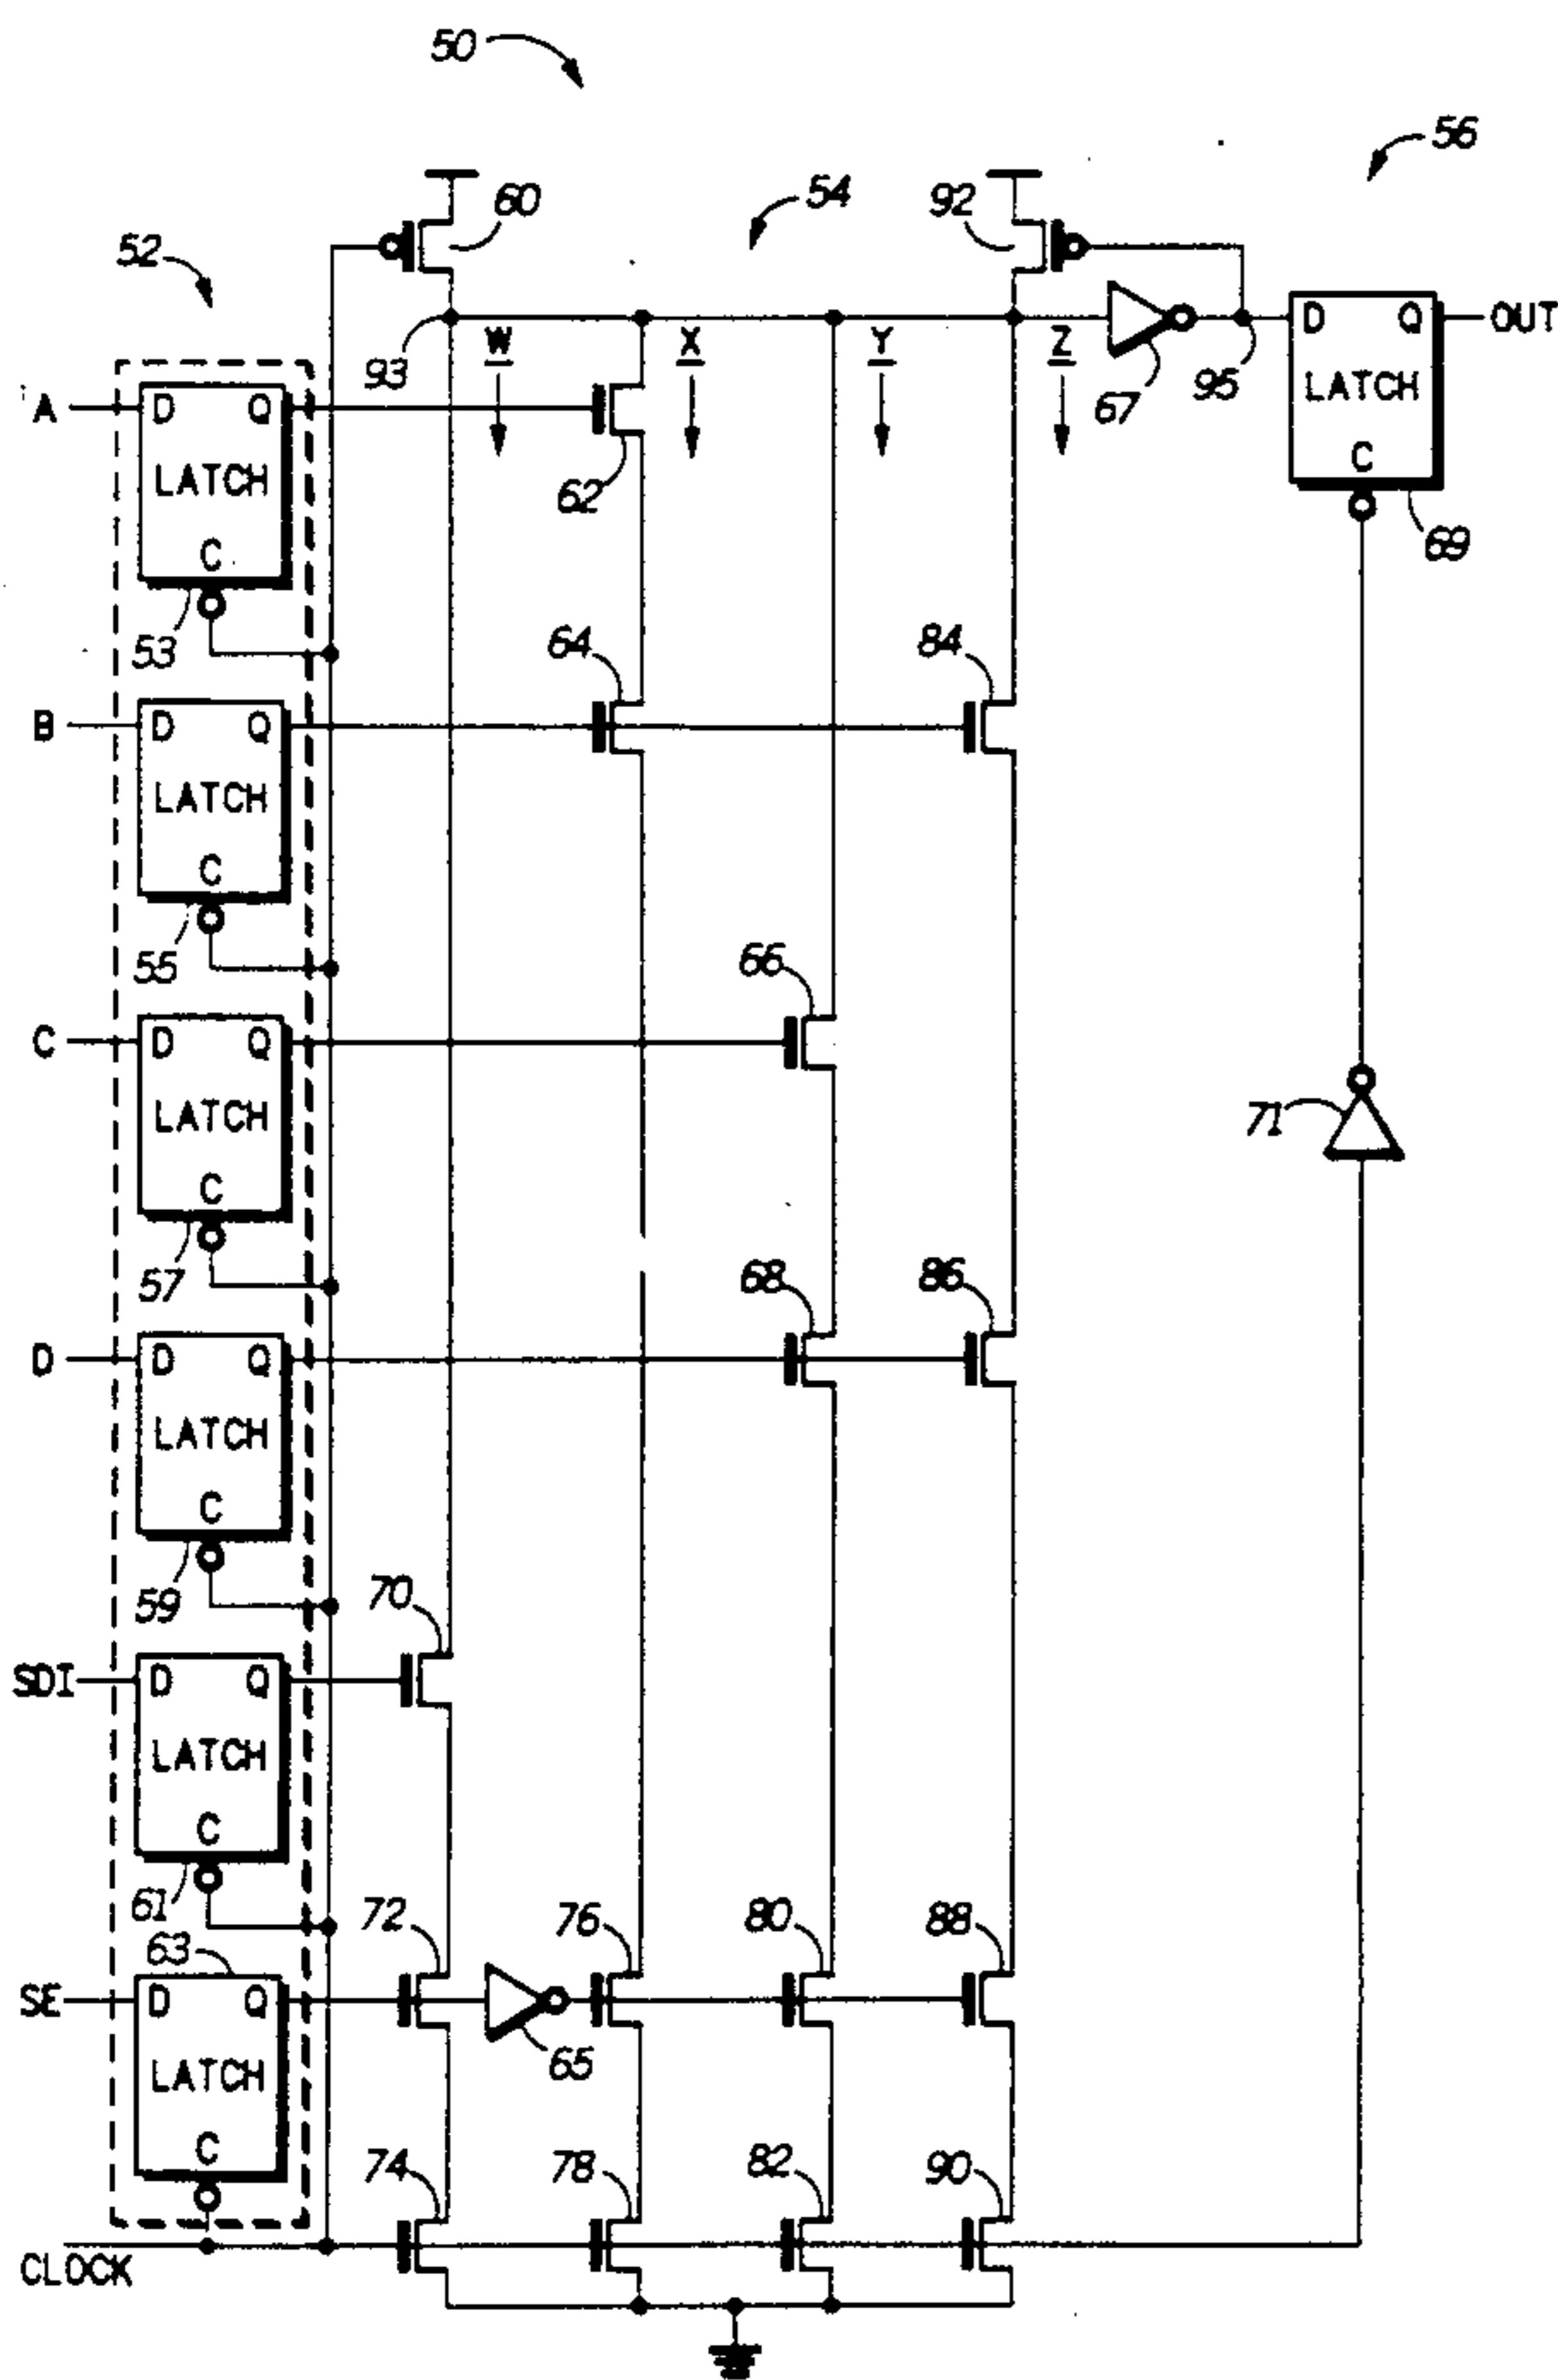 50
56
54
52
60
92
93
W
X
Y
Z
67
95
D
Q
OUT
LATCH
C
69
A
D
Q
LATCH
C
53
62
B
D
Q
LATCH
C
55
64
84
C
D
Q
LATCH
C
57
66
71
D
D
Q
LATCH
C
59
68
86
SDI
D
Q
LATCH
C
61
70
SE
63
D
Q
LATCH
C
72
65
76
80
88
74
78
82
90
CLOCK